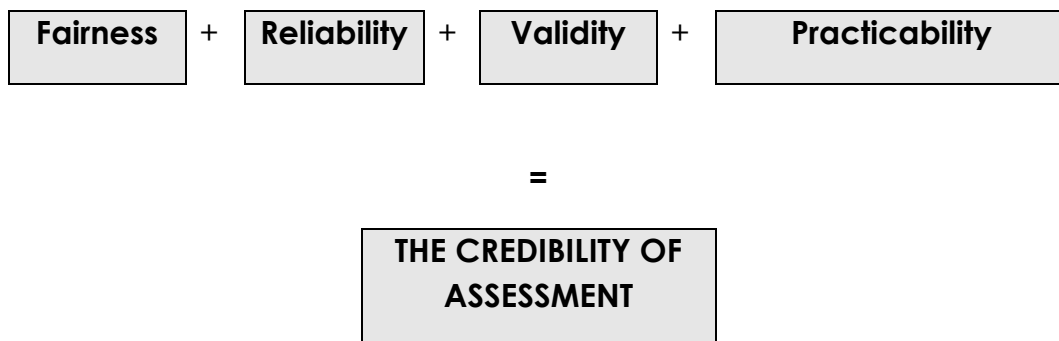 Fairness + Reliability + Validity + Practicability
=
THE CREDIBILITY OF
ASSESSMENT